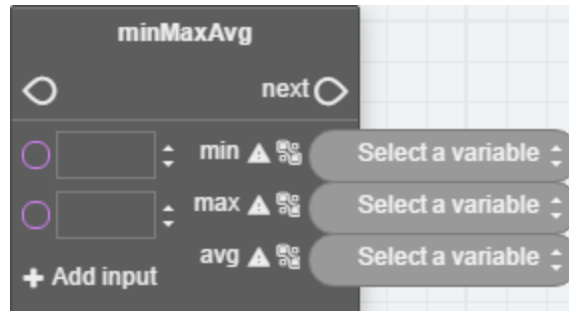 minMaxAvg
next
min Select a variable
max Select a variable
avg Select a variable
Add input